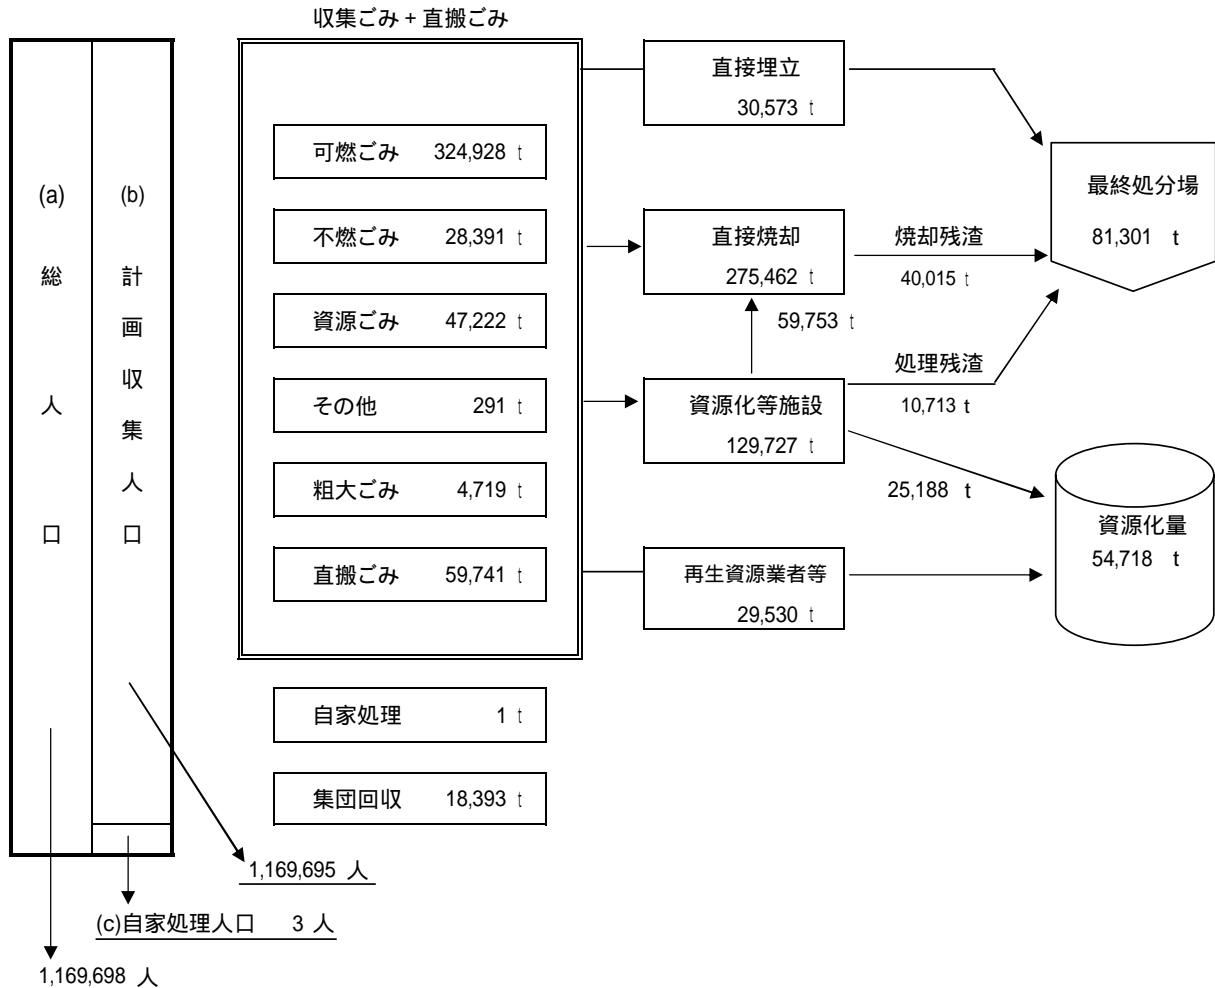 収集ごみ + 直搬ごみ
(a)
総人口
(b)
計画収集人口
可燃ごみ 324,928 t
不燃ごみ 28,391 t
資源ごみ 47,222 t
その他 291 t
粗大ごみ 4,719 t
直搬ごみ 59,741 t
自家処理 1 t
集団回収 18,393 t
直接埋立
30,573 t
直接焼却
275,462 t
59,753 t
資源化等施設
129,727 t
再生資源業者等
29,530 t
焼却残渣
40,015 t
処理残渣
10,713 t
25,188 t
最終処分場
81,301 t
資源化量
54,718 t
1,169,695 人
(c)自家処理人口 3 人
1,169,698 人